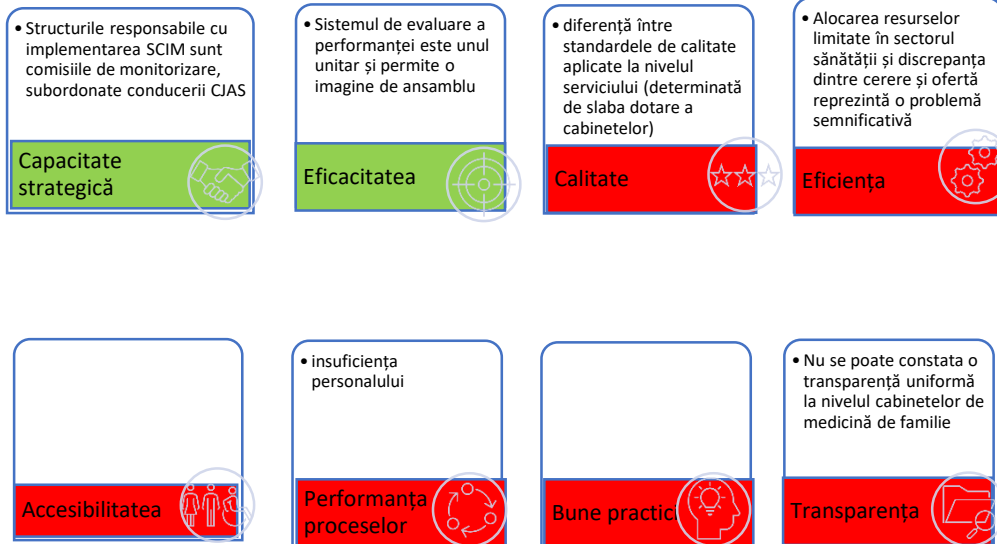 • Structurile responsabile cu
implementarea SCIM sunt
comisiile de monitorizare,
subordonate conducerii CJAS
Capacitate
strategică
• Sistemul de evaluare a
performanței este unul
unitar și permite o
imagine de ansamblu
Eficacitatea
• diferență între
standardele de calitate
aplicate la nivelul
serviciului (determinată
de slaba dotare a
cabinetelor)
Calitate
• Alocarea resurselor
limitate în sectorul
sănătății și discrepanța
dintre cerere și ofertă
reprezintă o problemă
semnificativă
Eficiența
Accesibilitatea
• insuficiența
personalului
Performanța
proceselor
Bune practici
• Nu se poate constata o
transparență uniformă
la nivelul cabinetelor de
medicină de familie
Transparența